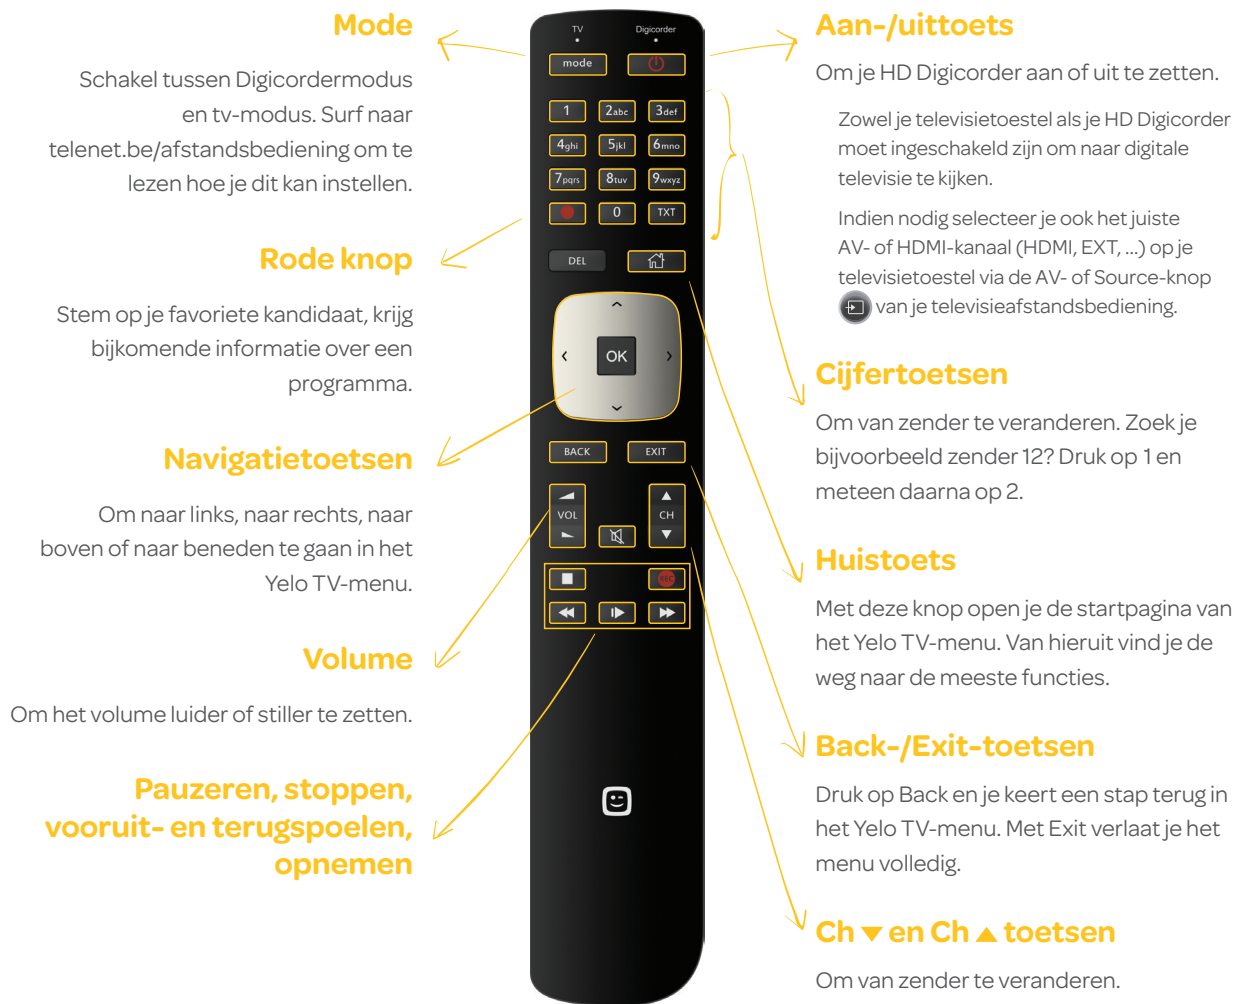 Mode
Schakel tussen Digicordermodus
en tv-modus. Surf naar
telenet.be/afstandsbediening om te
lezen hoe je dit kan instellen.
Rode knop
Stem op je favoriete kandidaat, krijg
bijkomende informatie over een
programma.
Navigatietoetsen
Om naar links, naar rechts, naar
boven of naar beneden te gaan in het
Yelo TV-menu.
Volume
Om het volume luider of stiller te zetten.
Pauzeren, stoppen,
vooruit- en terugspoelen,
opnemen
TV Digicorder
mode
1 2abc 3def
4ghi 5jkl 6mno
7pqrs 8tuv 9wxyz
0 TXT
DEL
OK
BACK EXIT
VOL CH
REC
Aan-/uittoets
Om je HD Digicorder aan of uit te zetten.
Zowel je televisietoestel als je HD Digicorder
moet ingeschakeld zijn om naar digitale
televisie te kijken.
Indien nodig selecteer je ook het juiste
AV- of HDMI-kanaal (HDMI, EXT, ...) op je
televisietoestel via de AV- of Source-knop
van je televisieafstandsbediening.
Cijfertoetsen
Om van zender te veranderen. Zoek je
bijvoorbeeld zender 12? Druk op 1 en
meteen daarna op 2.
Huistoets
Met deze knop open je de startpagina van
het Yelo TV-menu. Van hieruit vind je de
weg naar de meeste functies.
Back-/Exit-toetsen
Druk op Back en je keert een stap terug in
het Yelo TV-menu. Met Exit verlaat je het
menu volledig.
Ch ▼ en Ch ▲ toetsen
Om van zender te veranderen.